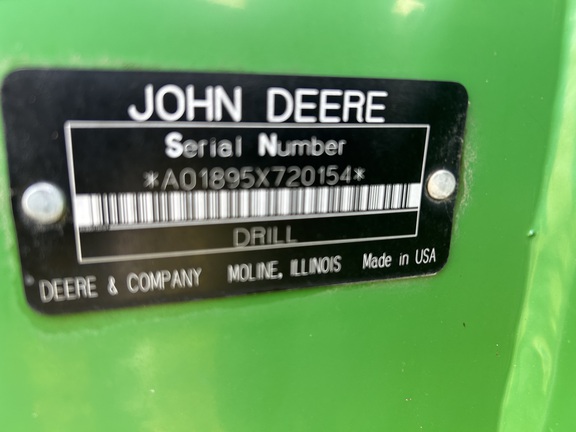 JOHN DEERE
Serial Number
*A01895X720154*
DRILL
DEERE & COMPANY MOLINE, ILLINOIS Made in USA